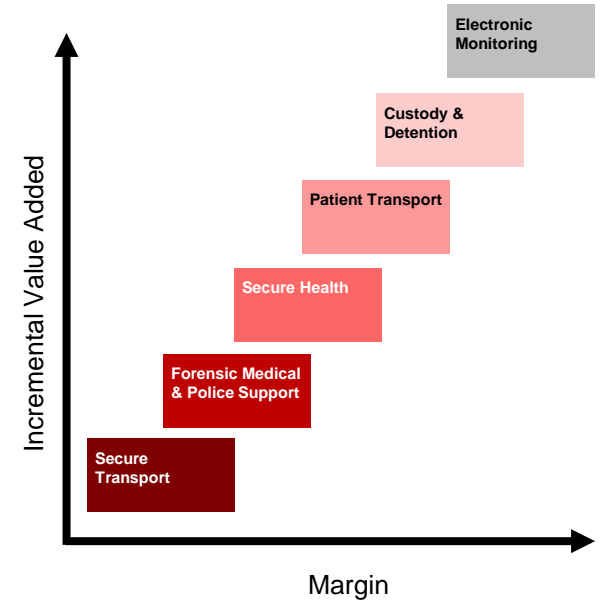 Electronic
Monitoring
Custody &
Detention
Patient Transport
Secure Health
Forensic Medical
& Police Support
Secure
Transport
Incremental Value Added
Margin